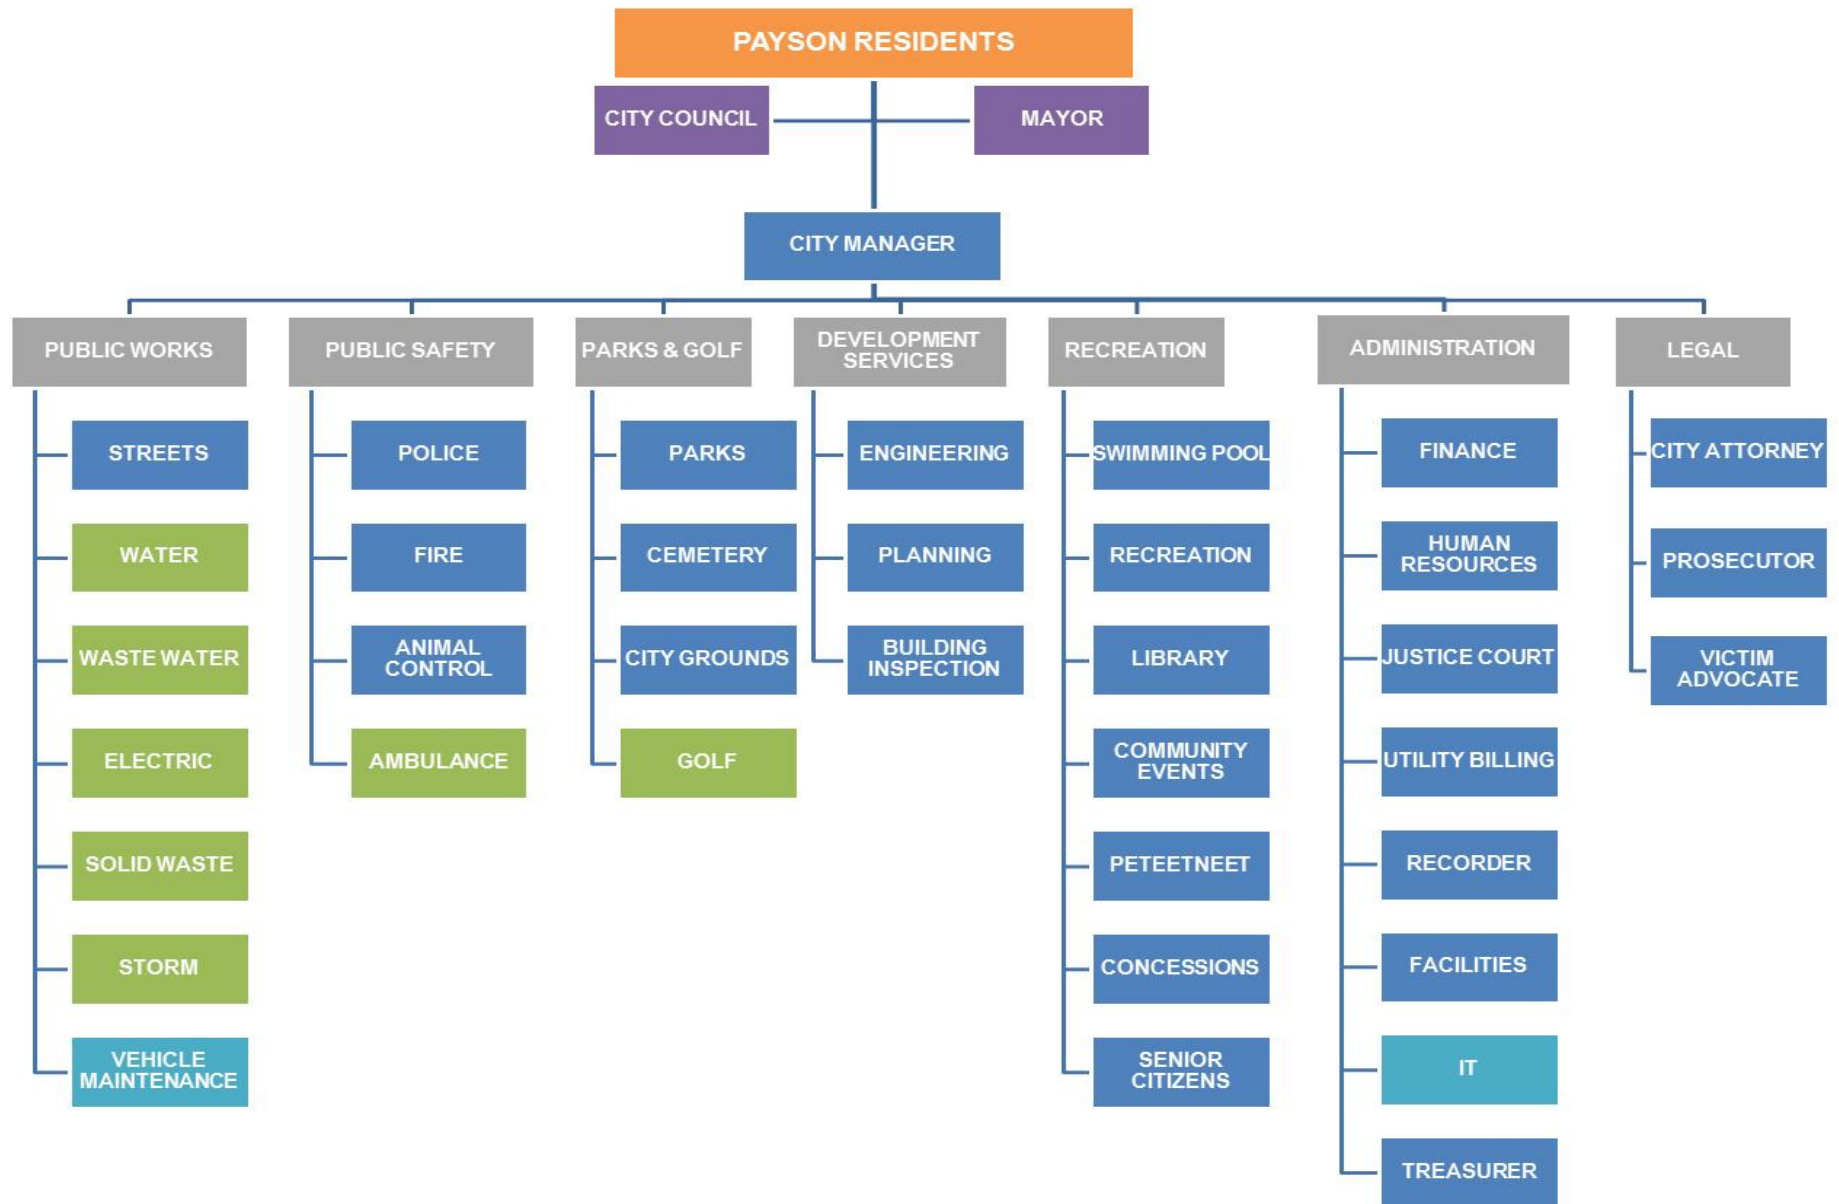 PAYSON RESIDENTS
CITY COUNCIL
MAYOR
CITY MANAGER
PUBLIC WORKS
STREETS
WATER
WASTE WATER
ELECTRIC
SOLID WASTE
STORM
VEHICLE
MAINTENANCE
PUBLIC SAFETY
POLICE
FIRE
ANIMAL
CONTROL
AMBULANCE
PARKS & GOLF
PARKS
CEMETERY
CITY GROUNDS
GOLF
DEVELOPMENT
SERVICES
ENGINEERING
PLANNING
BUILDING
INSPECTION
RECREATION
SWIMMING POOL
RECREATION
LIBRARY
COMMUNITY
EVENTS
PETEETNEET
CONCESSIONS
SENIOR
CITIZENS
ADMINISTRATION
FINANCE
HUMAN
RESOURCES
JUSTICE COURT
UTILITY BILLING
RECORDER
FACILITIES
IT
TREASURER
LEGAL
CITY ATTORNEY
PROSECUTOR
VICTIM
ADVOCATE